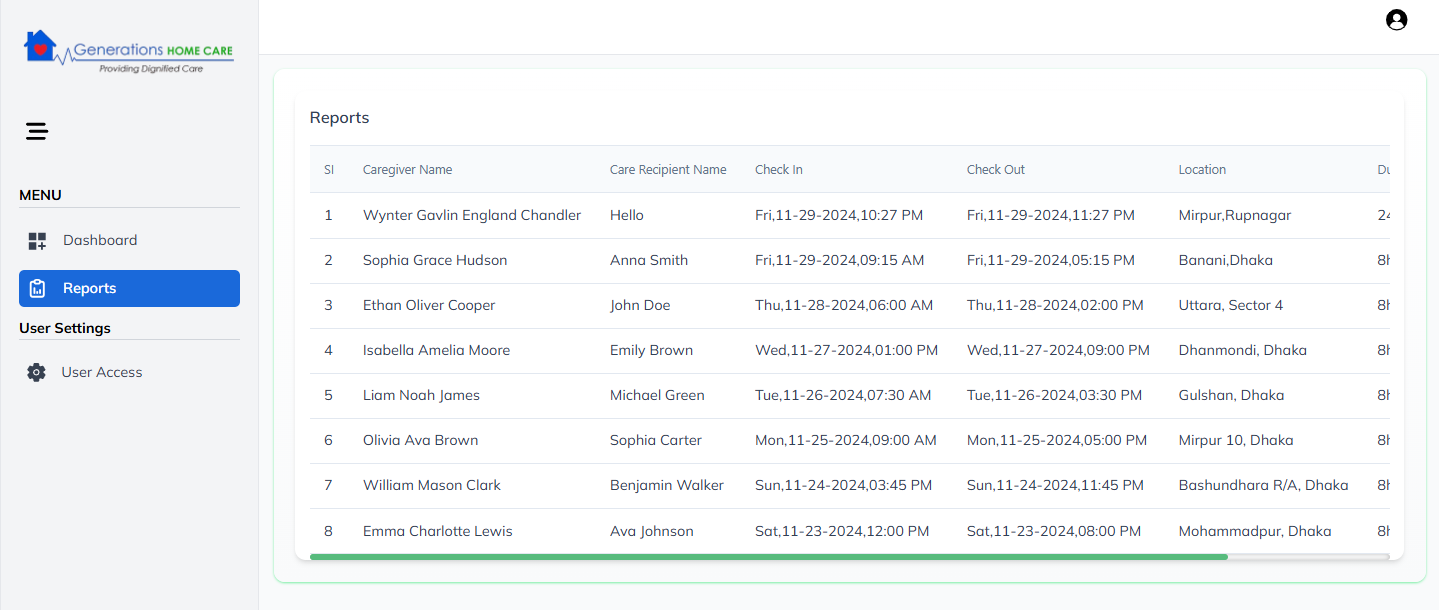 Generations HOME CARE
Providing Dignified Care
MENU
Dashboard
Reports
User Settings
User Access
Reports
Sl Caregiver Name Care Recipient Name Check In Check Out Location
1 Wynter Gavlin England Chandler Hello Fri,11-29-2024,10:27 PM Fri,11-29-2024,11:27 PM Mirpur,Rupnagar 24
2 Sophia Grace Hudson Anna Smith Fri,11-29-2024,09:15 AM Fri,11-29-2024,05:15 PM Banani,Dhaka 8h
3 Ethan Oliver Cooper John Doe Thu,11-28-2024,06:00 AM Thu,11-28-2024,02:00 PM Uttara, Sector 4 8h
4 Isabella Amelia Moore Emily Brown Wed,11-27-2024,01:00 PM Wed,11-27-2024,09:00 PM Dhanmondi, Dhaka 8h
5 Liam Noah James Michael Green Tue,11-26-2024,07:30 AM Tue,11-26-2024,03:30 PM Gulshan, Dhaka 8h
6 Olivia Ava Brown Sophia Carter Mon,11-25-2024,09:00 AM Mon,11-25-2024,05:00 PM Mirpur 10, Dhaka 8h
7 William Mason Clark Benjamin Walker Sun,11-24-2024,03:45 PM Sun,11-24-2024,11:45 PM Bashundhara R/A, Dhaka 8h
8 Emma Charlotte Lewis Ava Johnson Sat,11-23-2024,12:00 PM Sat,11-23-2024,08:00 PM Mohammadpur, Dhaka 8h